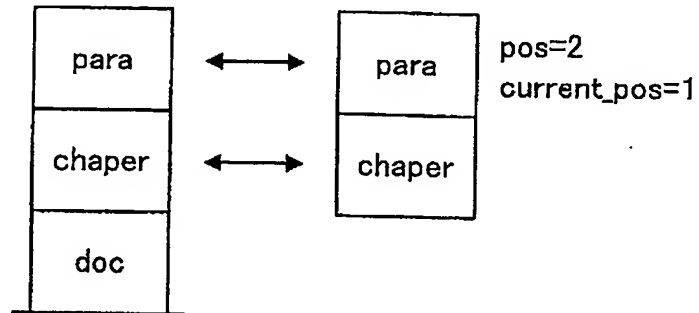 para
chaper
doc
para
chaper
pos=2
current_pos=1